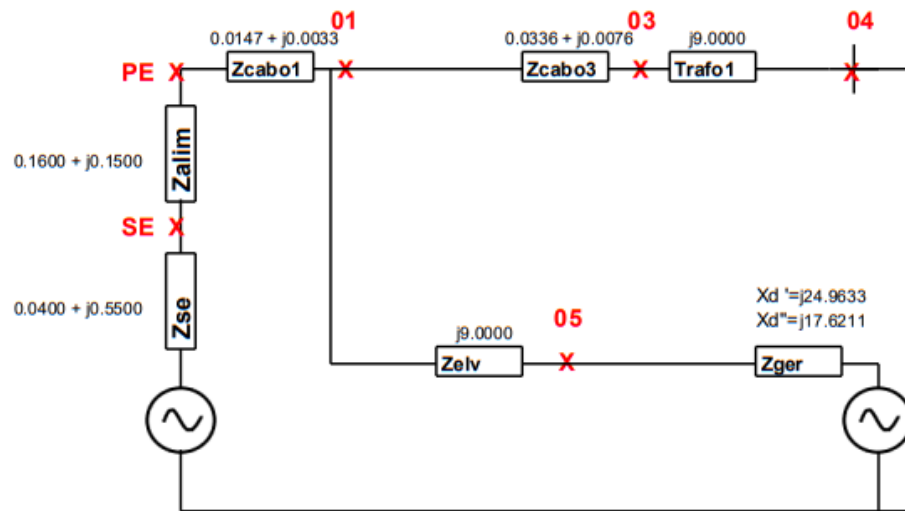 01
03
04
0.0147 + j0.0033
0.0336 + j0.0076
j9.0000
PE X
Zcabo1
X
Zcabo3
X
Trafo1
X
0.1600 + j0.1500
Zalim
SE X
0.0400 + j0.5500
Zse
Xd '=j24.9633
Xd"=j17.6211
05
j9.0000
Zelv
X
Zger